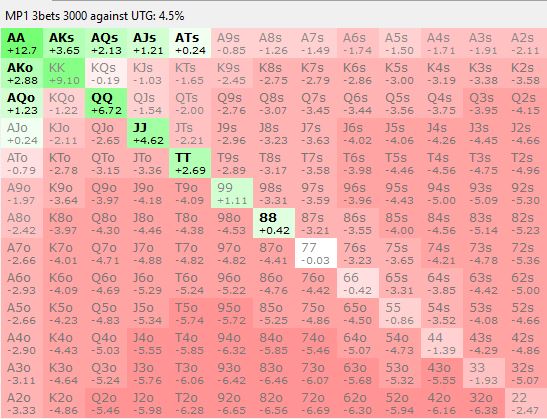 MP1 3bets 3000 against UTG: 4.5%
AA AKs AQs AJs ATs A9s A8s A7s A6s A5s A4s A3s A2s
+12.7 +3.65 +2.13 +1.21 +0.24 -0.85 -1.26 -1.49 -1.74 -1.50 -1.71 -1.91 -2.11
AKo KK KQs KJs KTs K9s K8s K7s K6s K5s K4s K3s K2s
+2.88 +9.10 -0.19 -1.03 -1.65 -2.45 -2.75 -2.79 -2.86 -3.00 -3.19 -3.38 -3.58
AQo KQo QQ QJs QTs Q9s Q8s Q7s Q6s Q5s Q4s Q3s Q2s
+1.23 -1.22 +6.72 -1.54 -2.00 -2.76 -3.07 -3.45 -3.44 -3.56 -3.75 -3.95 -4.15
AJo KJo QJo JJ JTs J9s J8s J7s J6s J5s J4s J3s J2s
+0.24 -2.11 -2.65 +4.62 -2.21 -2.96 -3.23 -3.63 -4.02 -4.06 -4.26 -4.45 -4.66
ATo KTo QTo JTo TT T9s T8s T7s T6s T5s T4s T3s T2s
-0.79 -2.78 -3.15 -3.36 +2.69 -2.89 -3.17 -3.58 -3.98 -4.46 -4.56 -4.75 -4.96
A9o K9o Q9o J9o T9o 99 98s 97s 96s 95s 94s 93s 92s
-1.97 -3.64 -3.97 -4.18 -4.09 +1.11 -3.31 -3.59 -3.96 -4.43 -5.00 -5.09 -5.30
A8o K8o Q8o J8o T8o 98o 88 87s 86s 85s 84s 83s 82s
-2.42 -3.97 -4.30 -4.46 -4.38 -4.53 +0.42 -3.21 -3.55 -4.00 -4.56 -5.14 -5.23
A7o K7o Q7o J7o T7o 97o 87o 77 76s 75s 74s 73s 72s
-2.66 -4.01 -4.71 -4.88 -4.82 -4.82 -4.41 -0.03 -3.23 -3.65 -4.21 -4.78 -5.36
A6o K6o Q6o J6o T6o 96o 86o 76o 66 65s 64s 63s 62s
-2.93 -4.09 -4.69 -5.29 -5.24 -5.22 -4.76 -4.42 -0.42 -3.31 -3.85 -4.42 -5.00
A5o K5o Q5o J5o T5o 95o 85o 75o 65o 55 54s 53s 52s
-2.66 -4.23 -4.83 -5.34 -5.74 -5.72 -5.25 -4.86 -4.50 -0.86 -3.52 -4.08 -4.66
A4o K4o Q4o J4o T4o 94o 84o 74o 64o 54o 44 43s 42s
-2.90 -4.43 -5.03 -5.55 -5.85 -6.32 -5.85 -5.46 -5.07 -4.73 -1.39 -4.29 -4.86
A3o K3o Q3o J3o T3o 93o 83o 73o 63o 53o 43o 33 32s
-3.11 -4.64 -5.24 -5.76 -6.06 -6.42 -6.46 -6.07 -5.68 -5.32 -5.55 -1.93 -5.07
A2o K2o Q2o J2o T2o 92o 82o 72o 62o 52o 42o 32o 22
-3.33 -4.86 -5.46 -5.98 -6.28 -6.65 -6.56 -6.69 -6.30 -5.94 -6.16 -6.38 -2.47